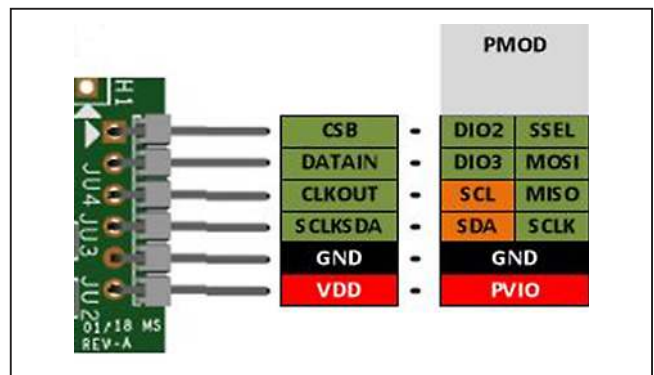 PMOD
H1
CSB - DIO2 SSEL
DATAIN - DIO3 MOSI
JU4
CLKOUT - SCL MISO
SCLKSDA - SDA SCLK
JU3
GND - GND
VDD - PVIO
JU2
01/18 MS
REV-A